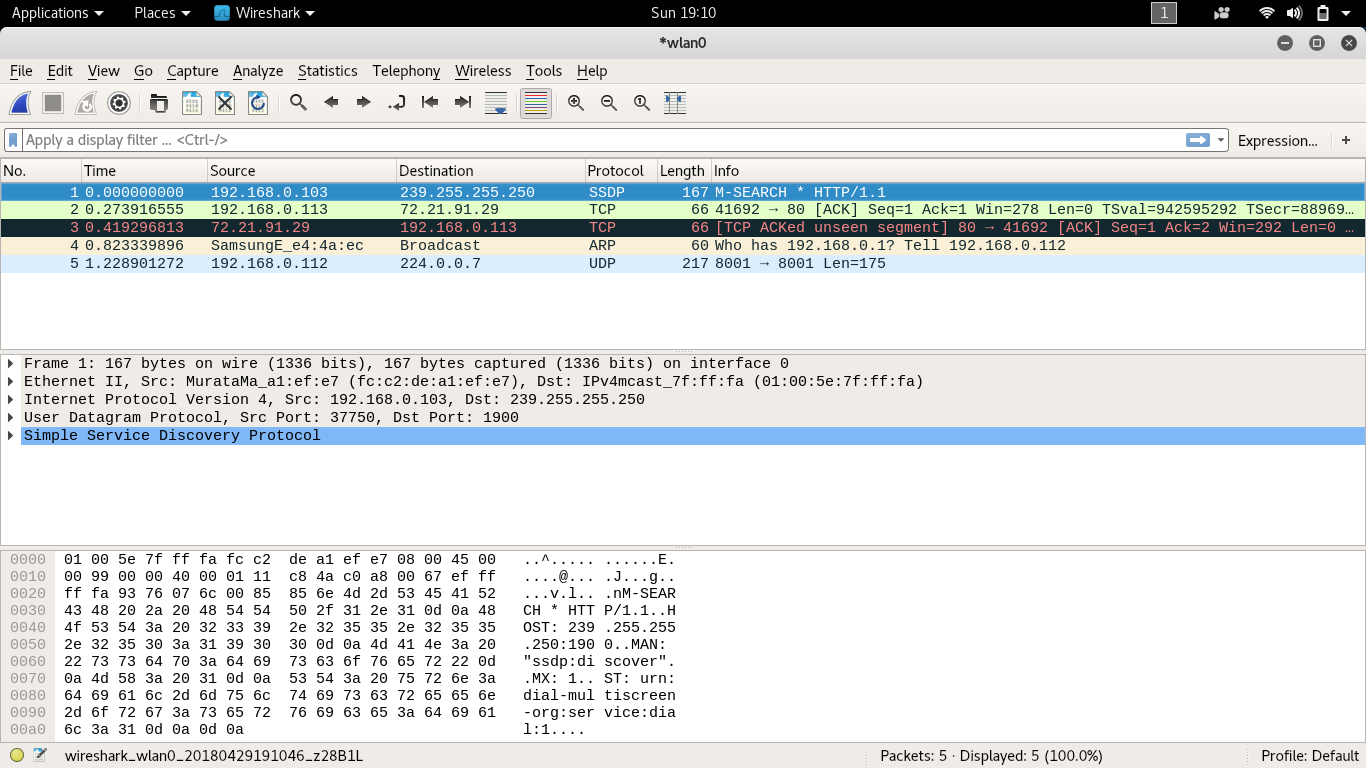 Applications Places Wireshark Sun 19:10 1
*wlan0
File Edit View Go Capture Analyze Statistics Telephony Wireless Tools Help
Apply a display filter ... <Ctrl-/> Expression... +
No. Time Source Destination Protocol Length Info
1 0.000000000 192.168.0.103 239.255.255.250 SSDP 167 M-SEARCH * HTTP/1.1
2 0.273916555 192.168.0.113 72.21.91.29 TCP 66 41692 → 80 [ACK] Seq=1 Ack=1 Win=278 Len=0 TSval=942595292 TSecr=88969...
3 0.419296813 72.21.91.29 192.168.0.113 TCP 66 [TCP ACKed unseen segment] 80 → 41692 [ACK] Seq=1 Ack=2 Win=292 Len=0 ...
4 0.823339896 SamsungE_e4:4a:ec Broadcast ARP 60 Who has 192.168.0.1? Tell 192.168.0.112
5 1.228901272 192.168.0.112 224.0.0.7 UDP 217 8001 → 8001 Len=175
Frame 1: 167 bytes on wire (1336 bits), 167 bytes captured (1336 bits) on interface 0
Ethernet II, Src: MurataMa_a1:ef:e7 (fc:c2:de:a1:ef:e7), Dst: IPv4mcast_7f:ff:fa (01:00:5e:7f:ff:fa)
Internet Protocol Version 4, Src: 192.168.0.103, Dst: 239.255.255.250
User Datagram Protocol, Src Port: 37750, Dst Port: 1900
Simple Service Discovery Protocol
0000 01 00 5e 7f ff fa fc c2 de a1 ef e7 08 00 45 00 ..^..... ......E.
0010 00 99 00 00 40 00 01 11 c8 4a c0 a8 00 67 ef ff ....@... .J...g..
0020 ff fa 93 76 07 6c 00 85 85 6e 4d 2d 53 45 41 52 ...v.l.. .nM-SEAR
0030 43 48 20 2a 20 48 54 54 50 2f 31 2e 31 0d 0a 48 CH * HTT P/1.1..H
0040 4f 53 54 3a 20 32 33 39 2e 32 35 35 2e 32 35 35 OST: 239 .255.255
0050 2e 32 35 30 3a 31 39 30 30 0d 0a 4d 41 4e 3a 20 .250:190 0..MAN:
0060 22 73 73 64 70 3a 64 69 73 63 6f 76 65 72 22 0d "ssdp:di scover".
0070 0a 4d 58 3a 20 31 0d 0a 53 54 3a 20 75 72 6e 3a .MX: 1.. ST: urn:
0080 64 69 61 6c 2d 6d 75 6c 74 69 73 63 72 65 65 6e dial-mul tiscreen
0090 2d 6f 72 67 3a 73 65 72 76 69 63 65 3a 64 69 61 -org:ser vice:dia
00a0 6c 3a 31 0d 0a 0d 0a l:1....
wireshark_wlan0_20180429191046_z28B1L Packets: 5 · Displayed: 5 (100.0%) Profile: Default